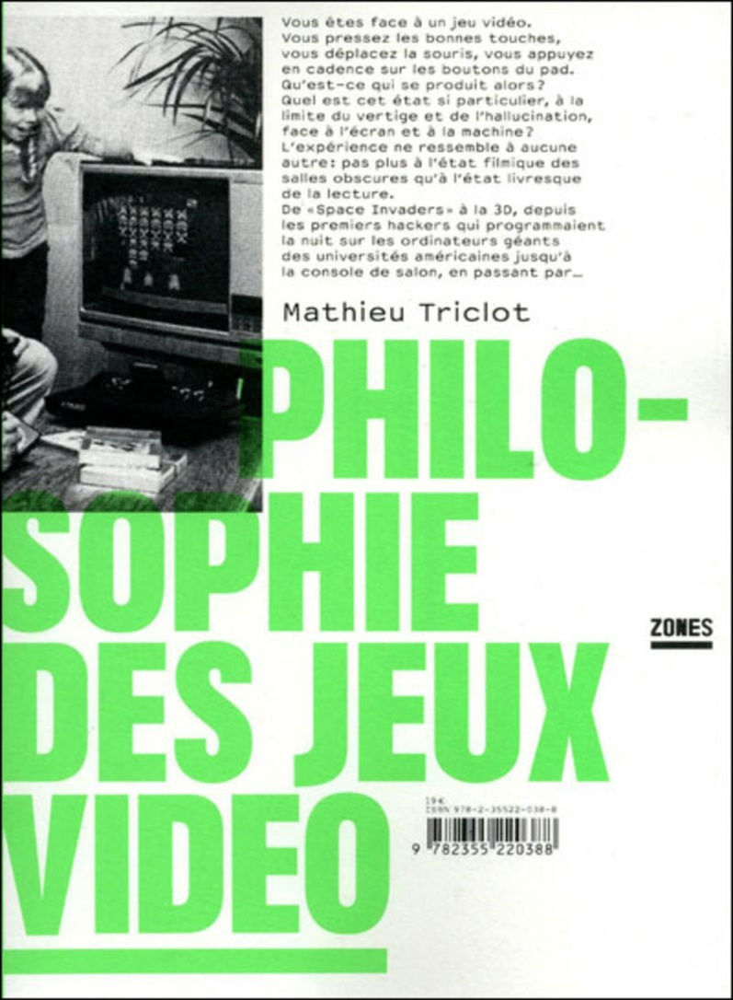 Vous êtes face à un jeu vidéo.
Vous pressez les bonnes touches,
vous déplacez la souris, vous appuyez
en cadence sur les boutons du pad.
Qu'est-ce qui se produit alors?
Quel est cet état si particulier, à la
limite du vertige et de l'hallucination,
face à l'écran et à la machine?
L'expérience ne ressemble à aucune
autre: pas plus à l'état filmique des
salles obscures qu'à l'état livresque
de la lecture.
De «Space Invaders» à la 3D, depuis
les premiers hackers qui programmaient
la nuit sur les ordinateurs géants
des universités américaines jusqu'à
la console de salon, en passant par…
Mathieu Triclot
PHILO-
SOPHIE
DES JEUX
VIDEO
ZONES
19€
ISBN 978-2-35522-038-8
9 782355 220388